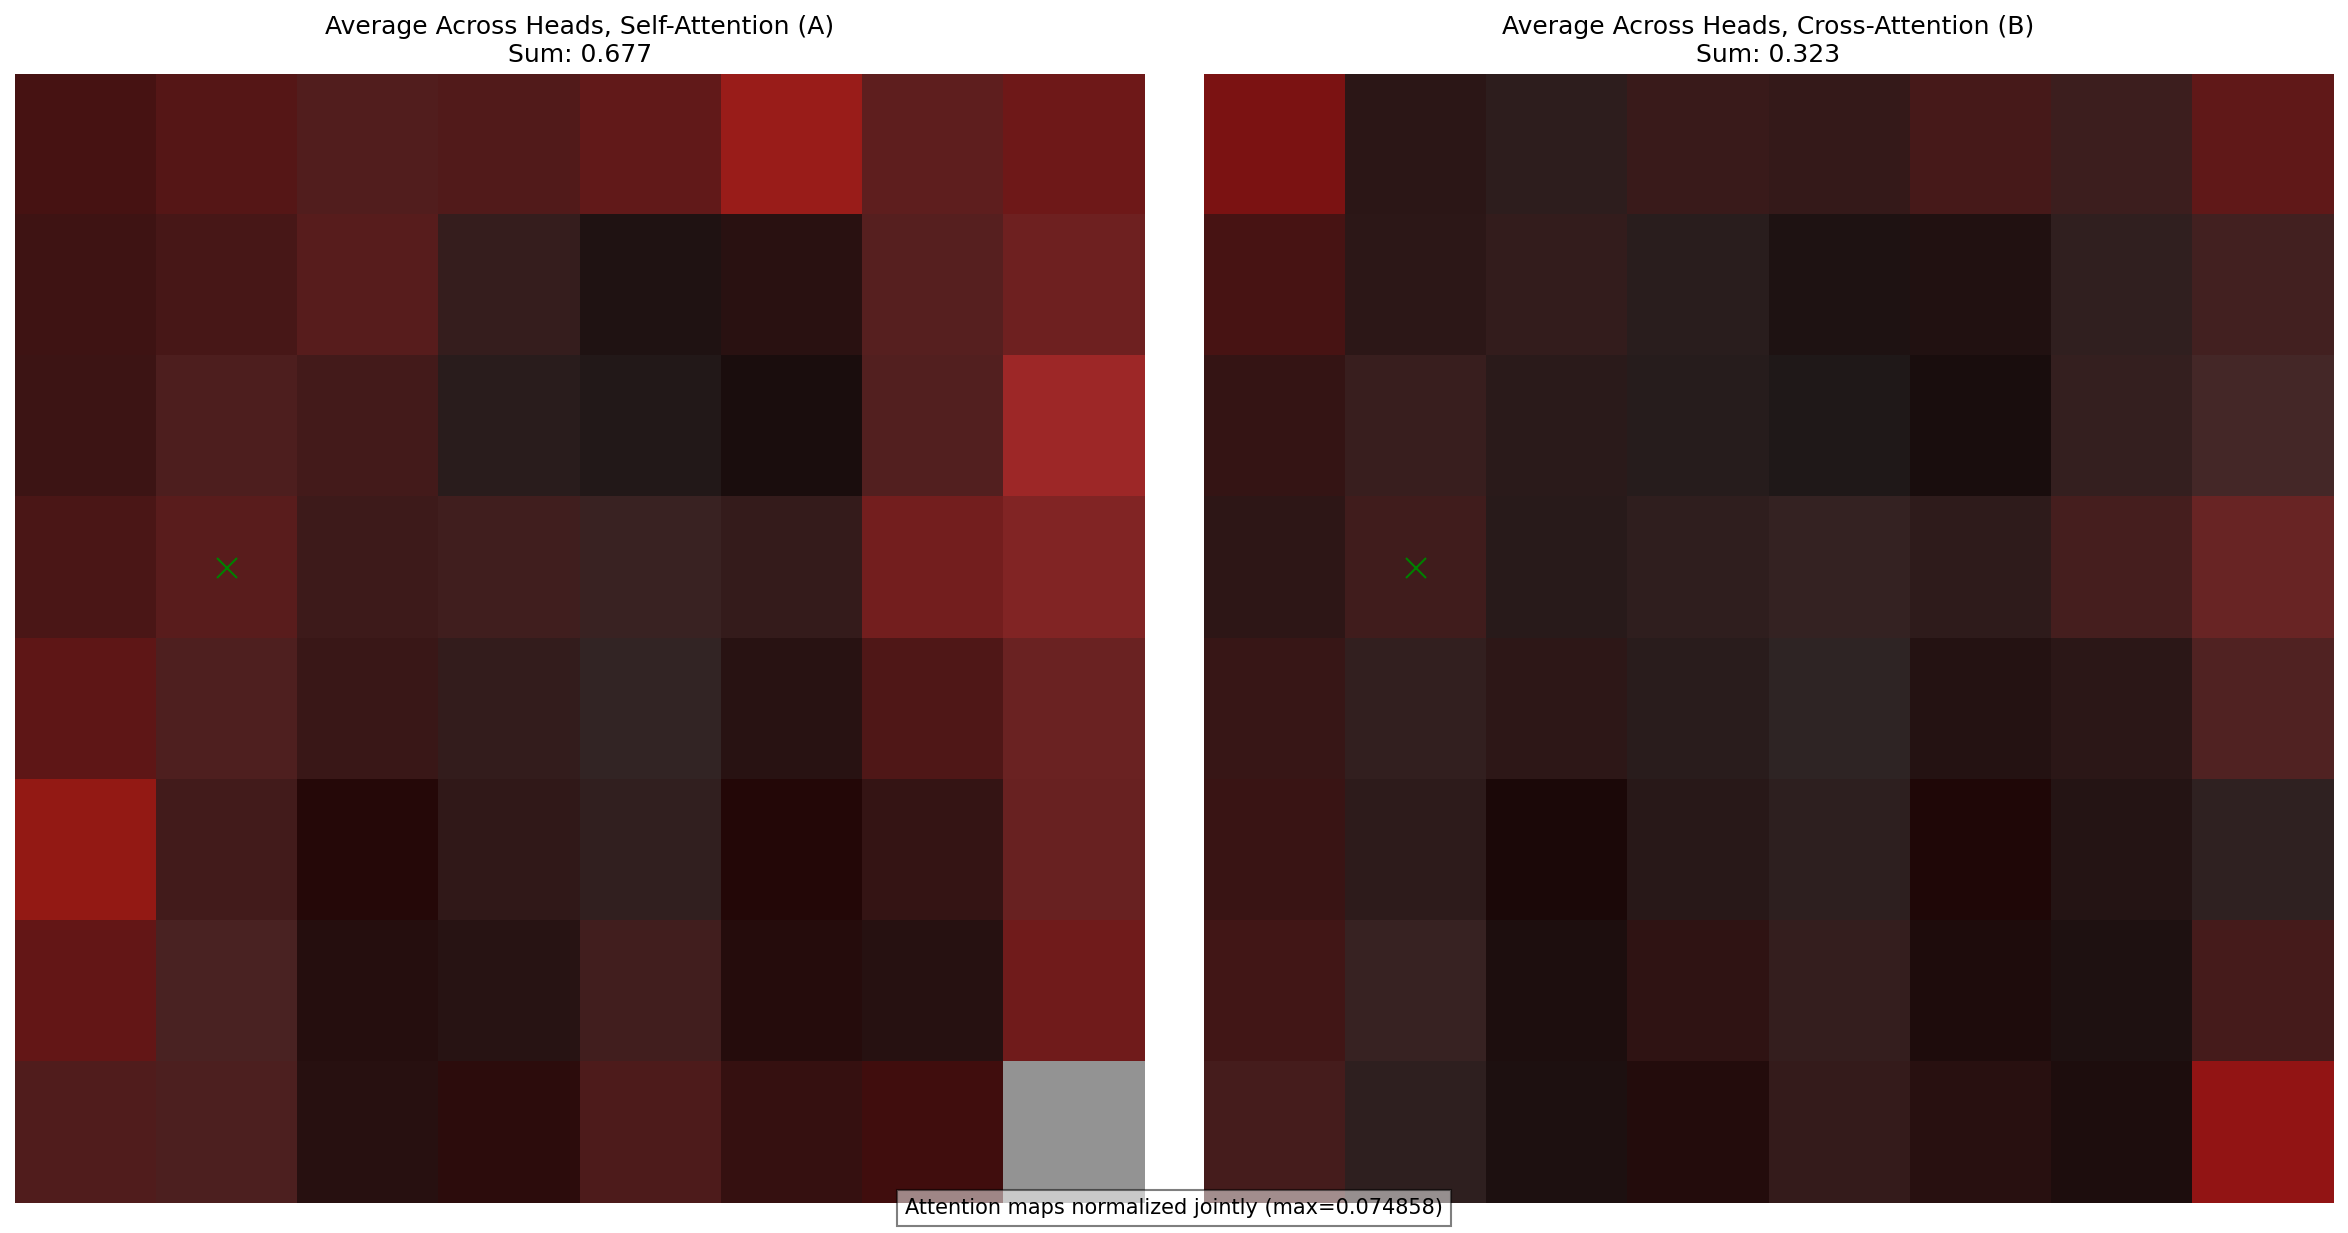 Average Across Heads, Self-Attention (A)
Sum: 0.677
Average Across Heads, Cross-Attention (B)
Sum: 0.323
Attention maps normalized jointly (max=0.074858)